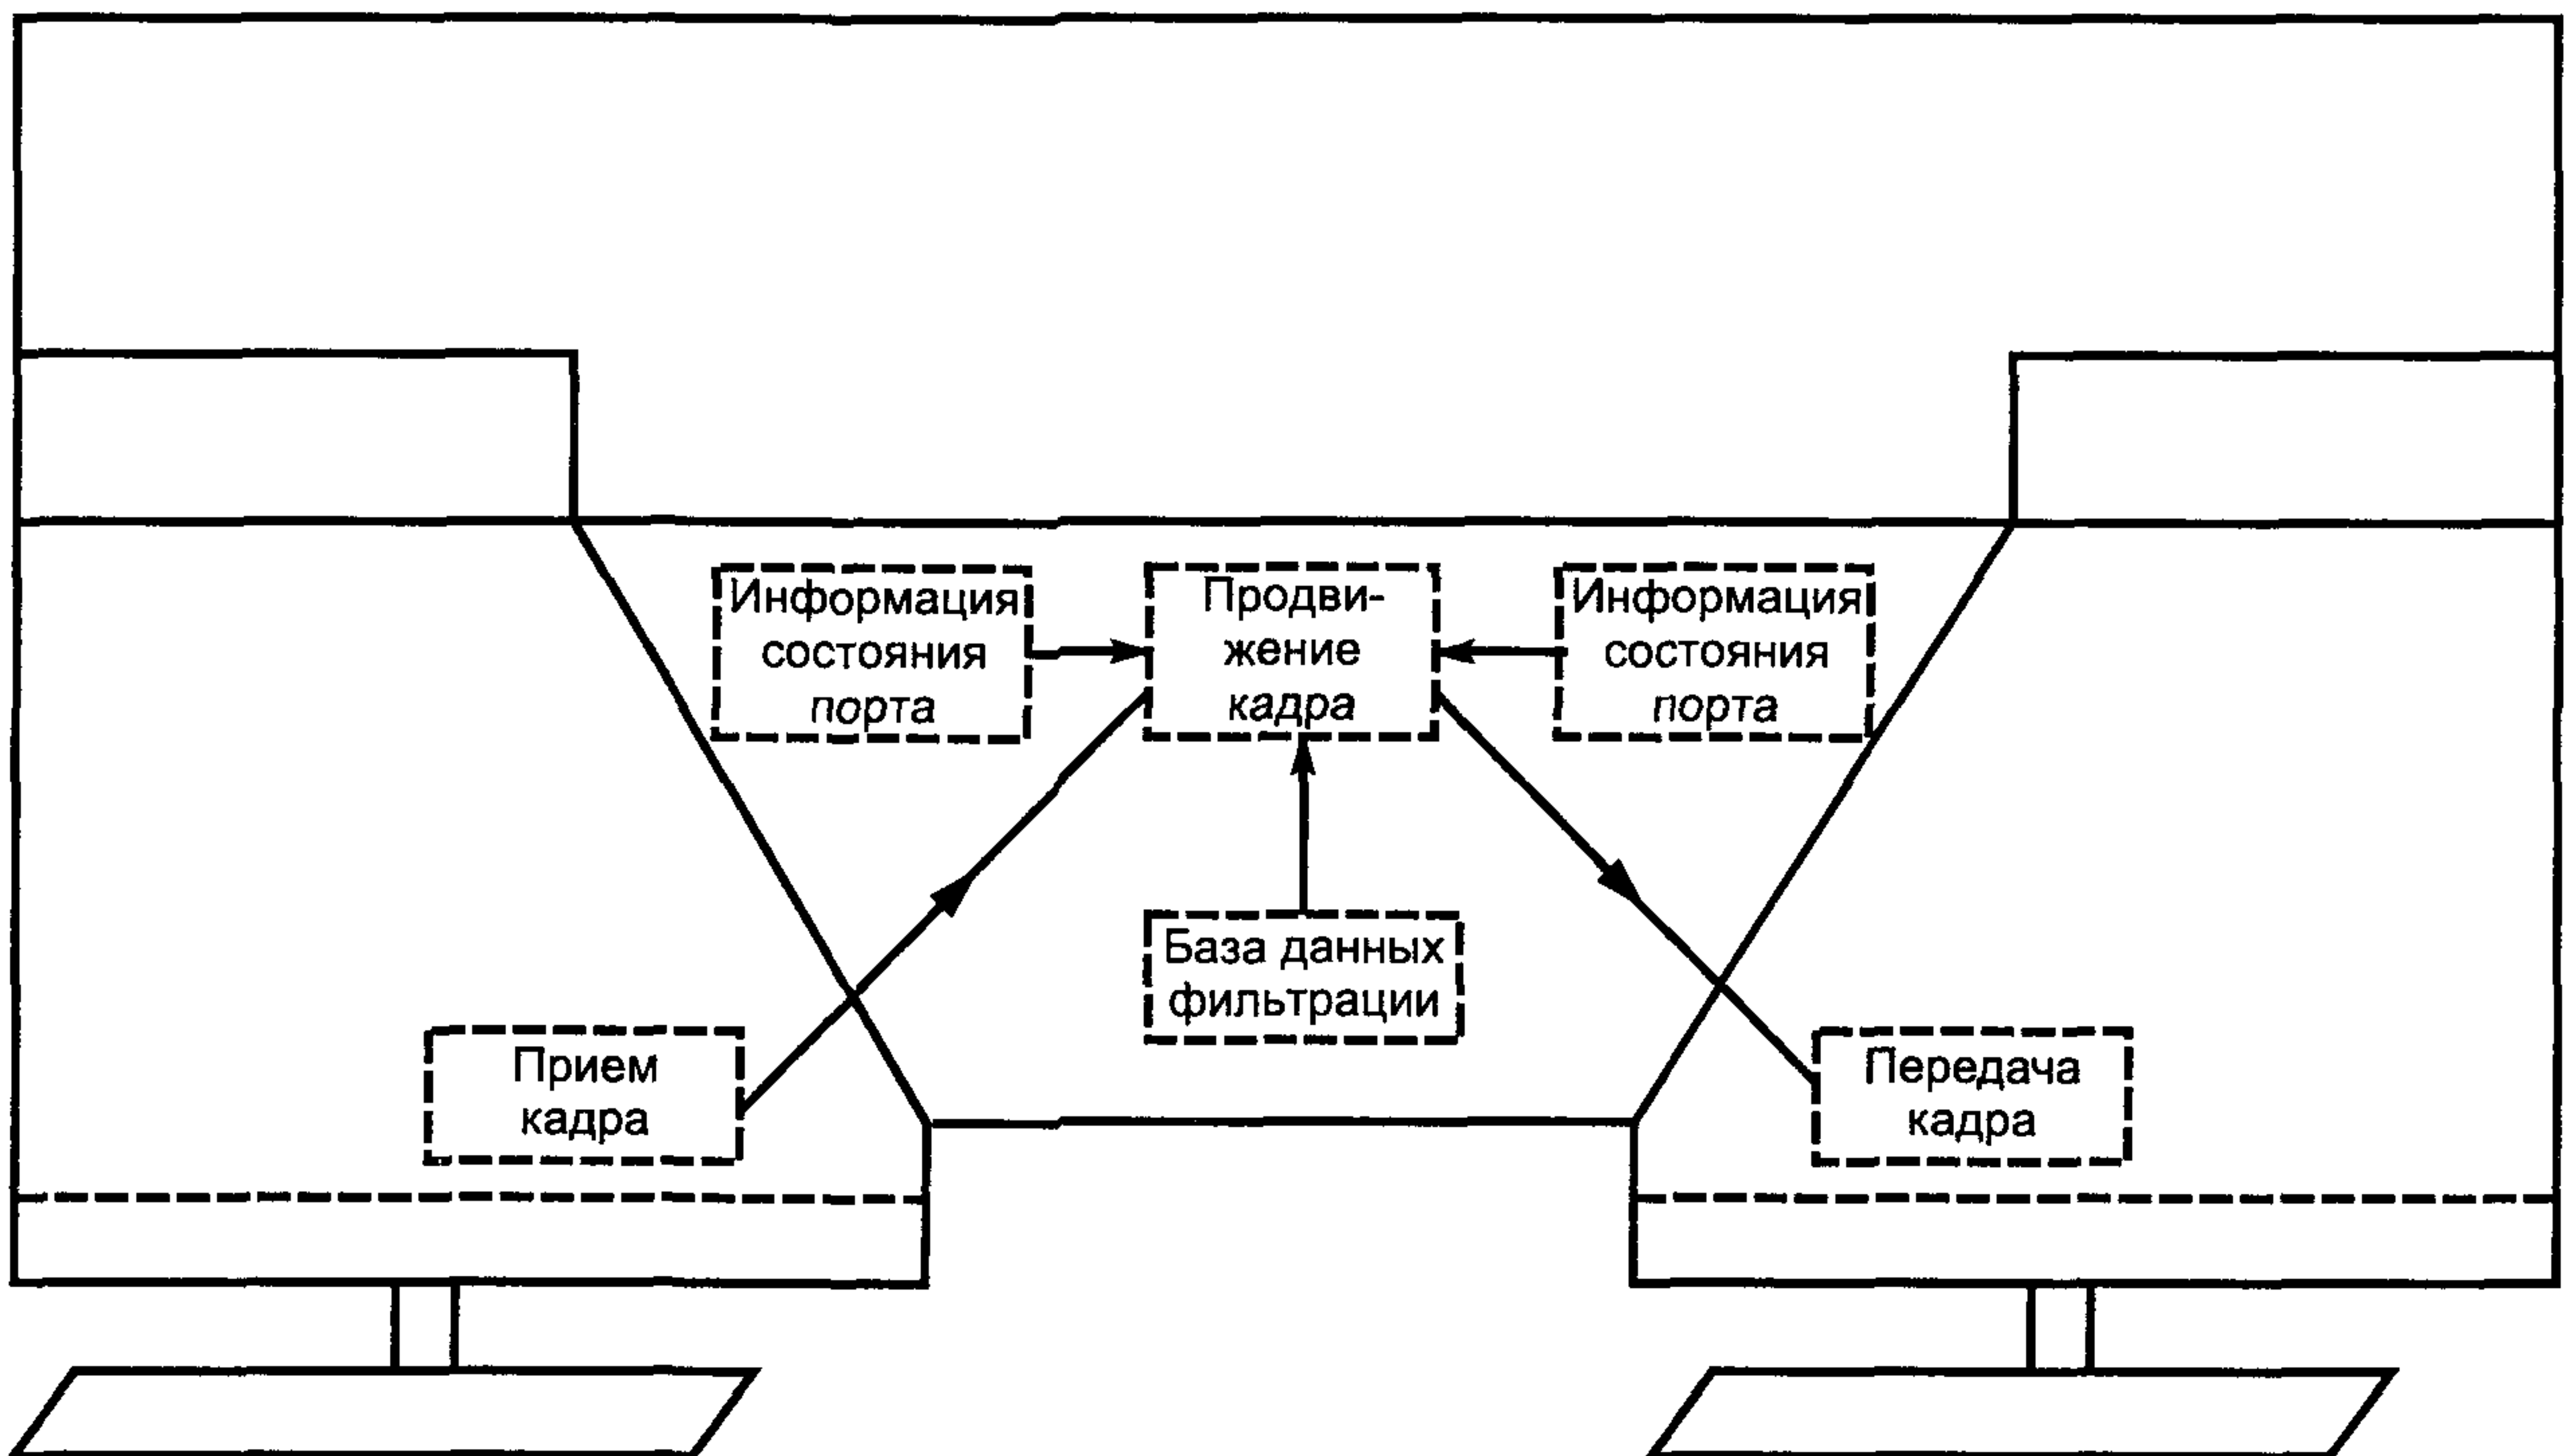 Информация
состояния
порта
Продви-
жение
кадра
Информация
состояния
порта
База данных
фильтрации
Прием
кадра
Передача
кадра